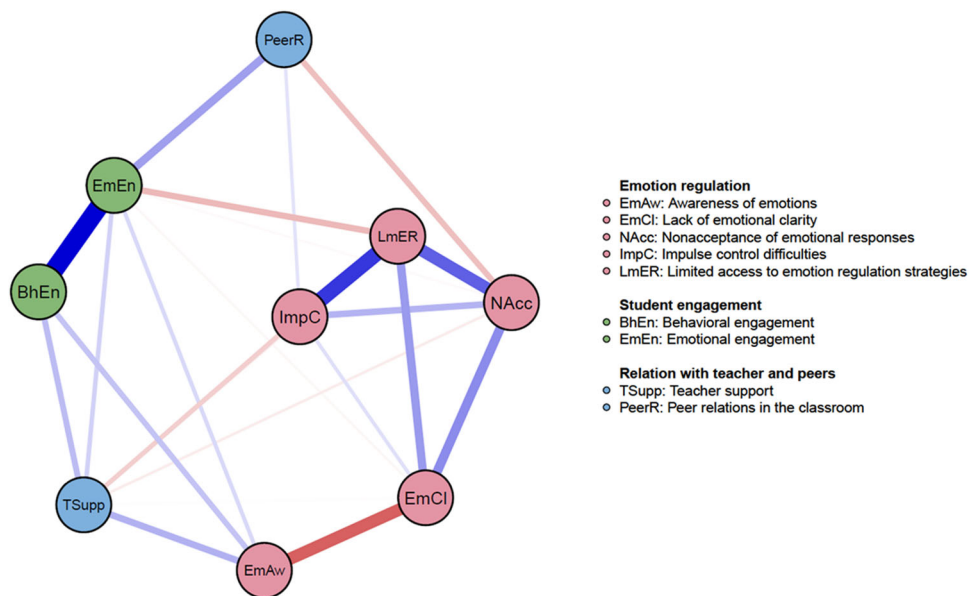 PeerR
EmEn
LmER
BhEn
NAcc
ImpC
TSupp
EmCl
EmAw
Emotion regulation
EmAw: Awareness of emotions
EmCl: Lack of emotional clarity
NAcc: Nonacceptance of emotional responses
ImpC: Impulse control difficulties
LmER: Limited access to emotion regulation strategies
Student engagement
BhEn: Behavioral engagement
EmEn: Emotional engagement
Relation with teacher and peers
TSupp: Teacher support
PeerR: Peer relations in the classroom